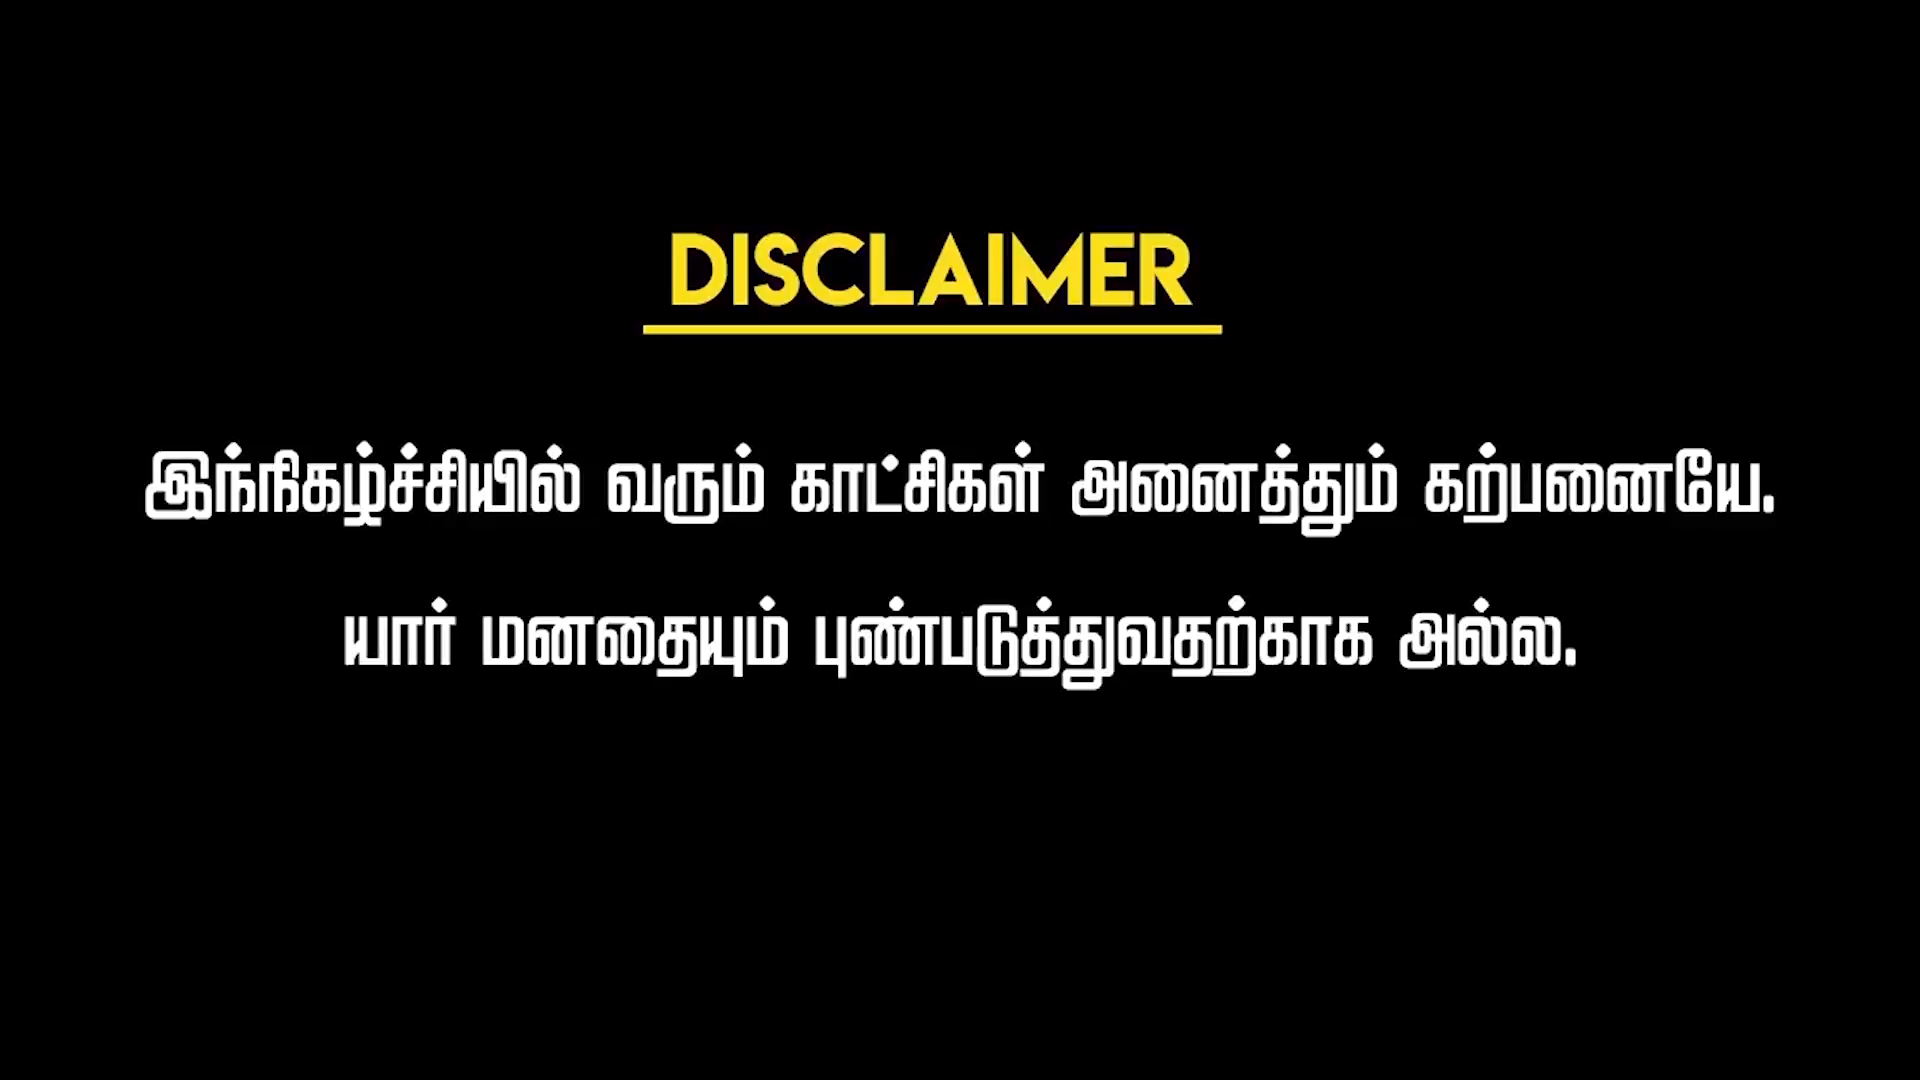 DISCLAIMER
இந்நிகழ்ச்சியில் வரும் காட்சிகள் அனைத்தும் கற்பனையே.
யார் மனதையும் புண்படுத்துவதற்காக அல்ல.